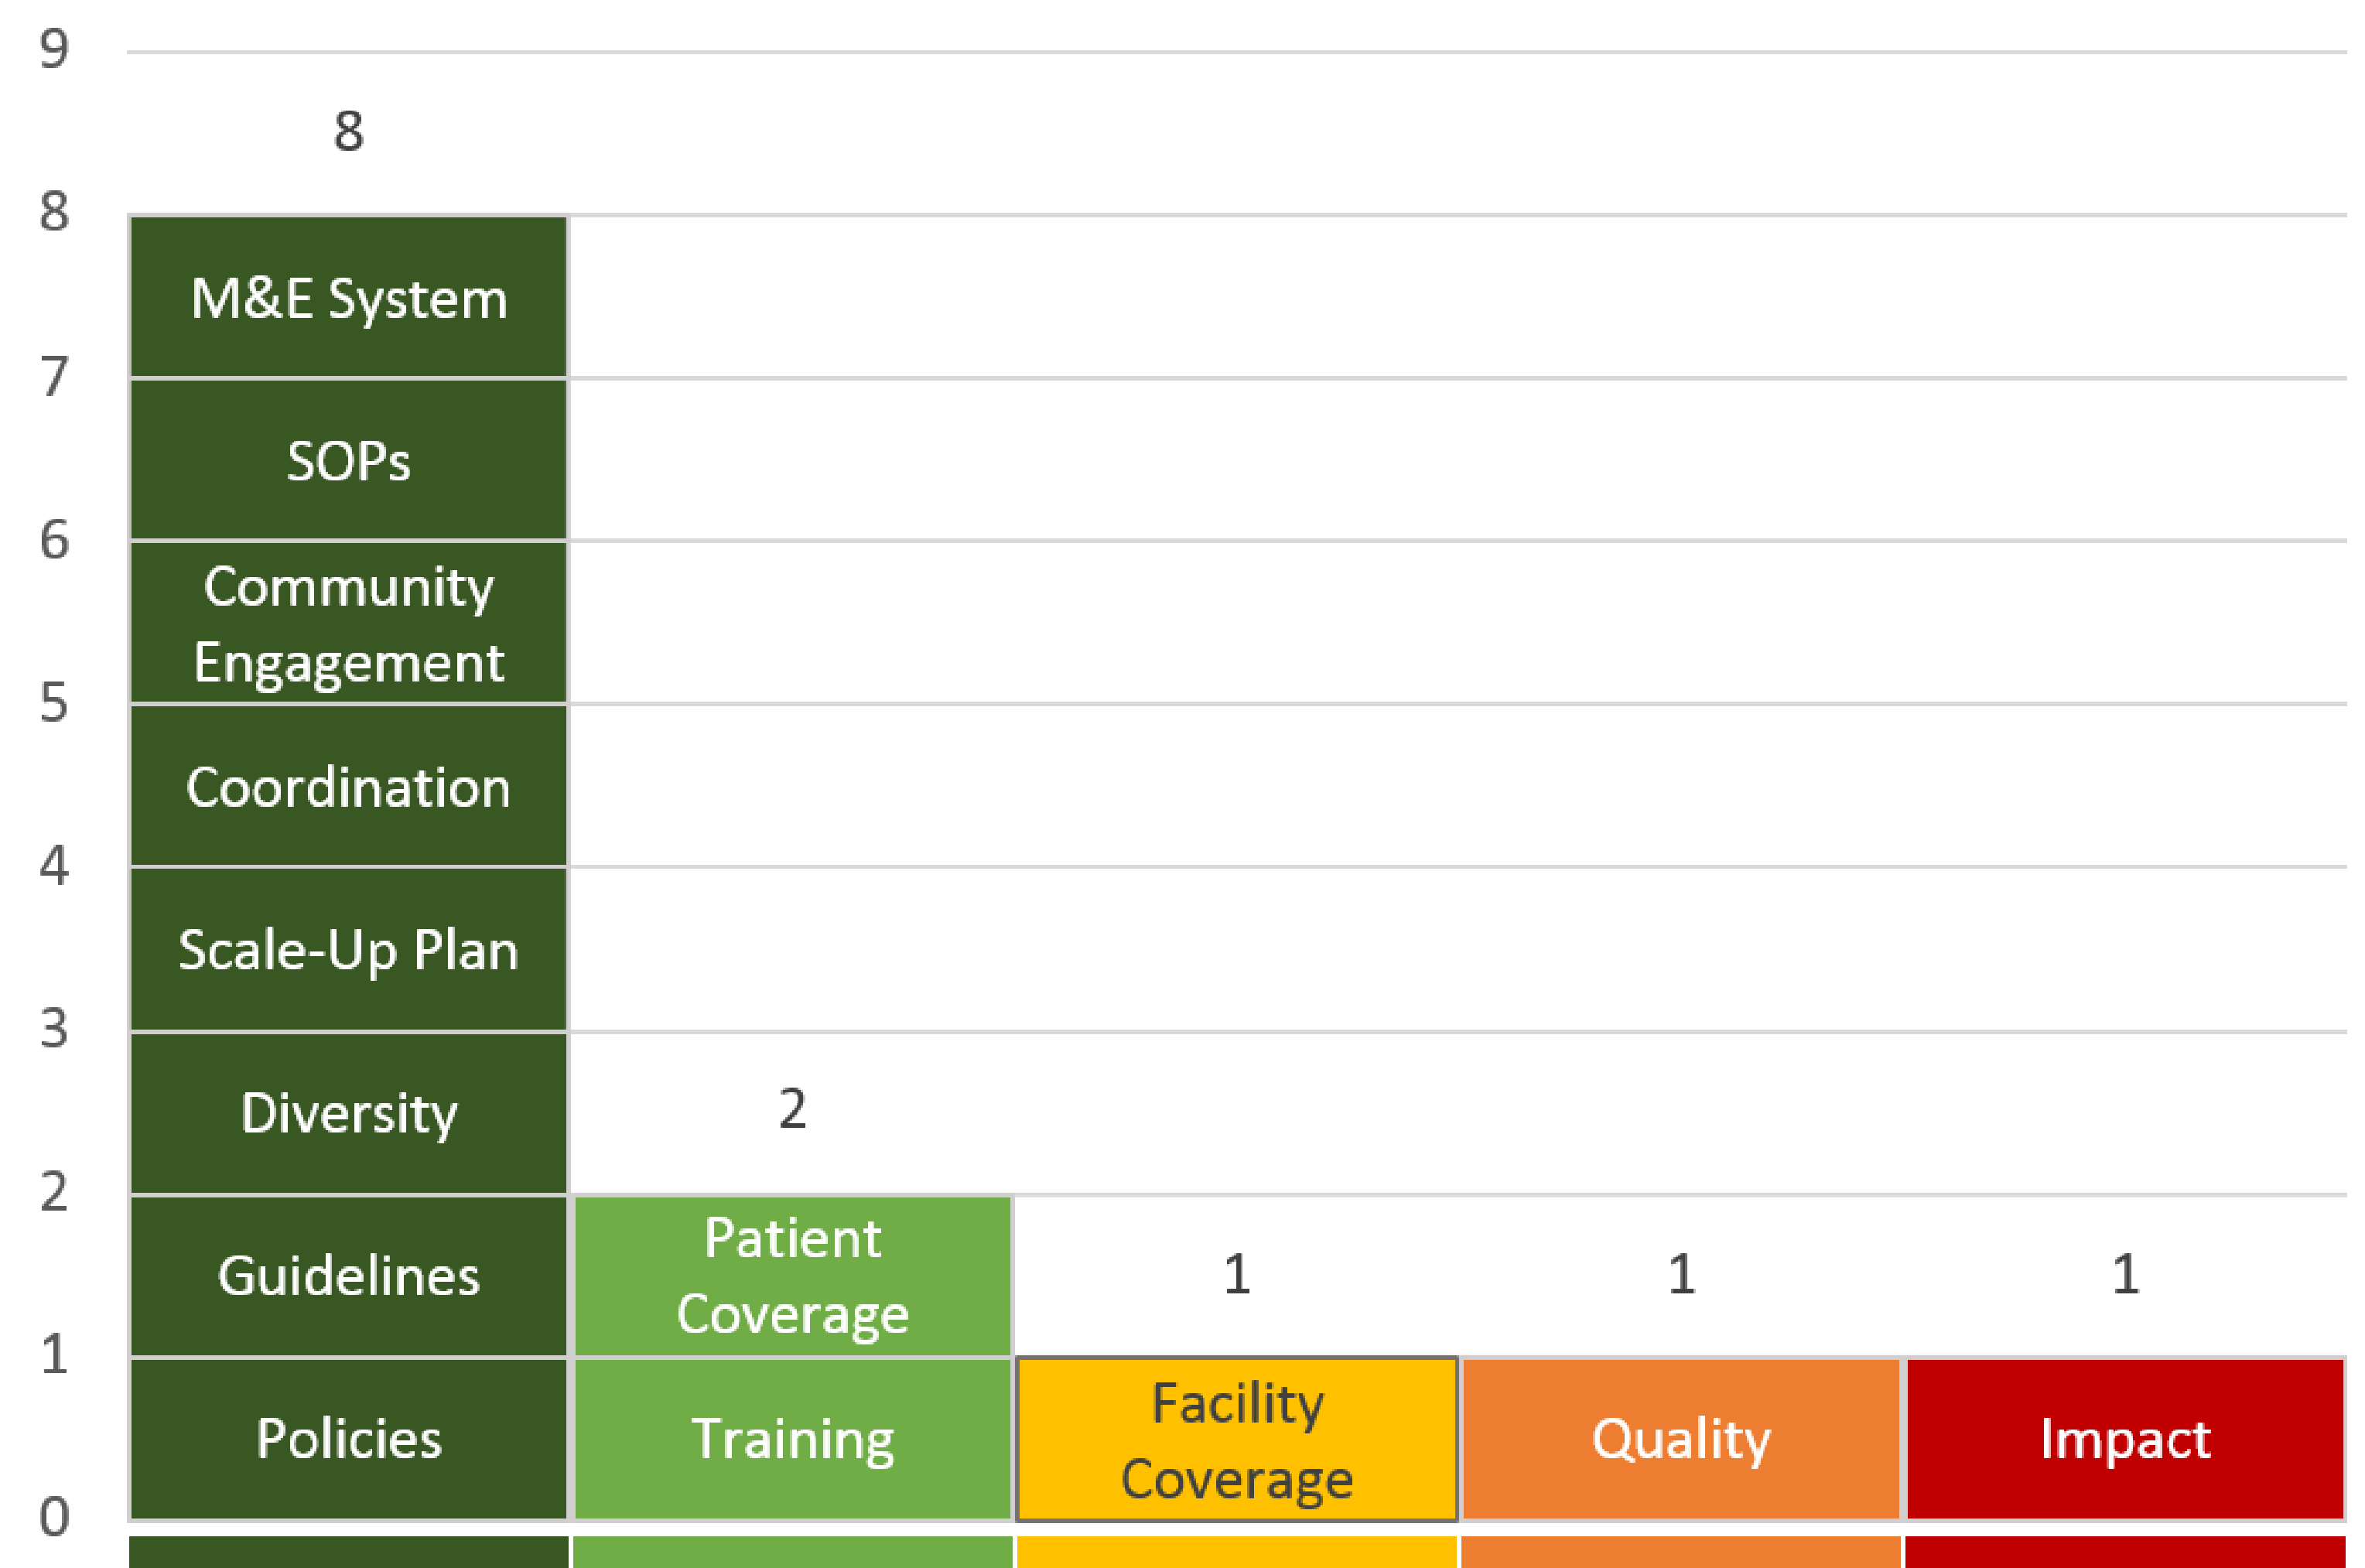 9
8
8
M&E System
7
SOPs
6
Community
Engagement
5
Coordination
4
Scale-Up Plan
3
Diversity
2
2
Guidelines
Patient
Coverage
1
1
1
1
Policies
Training
Facility
Coverage
Quality
Impact
0